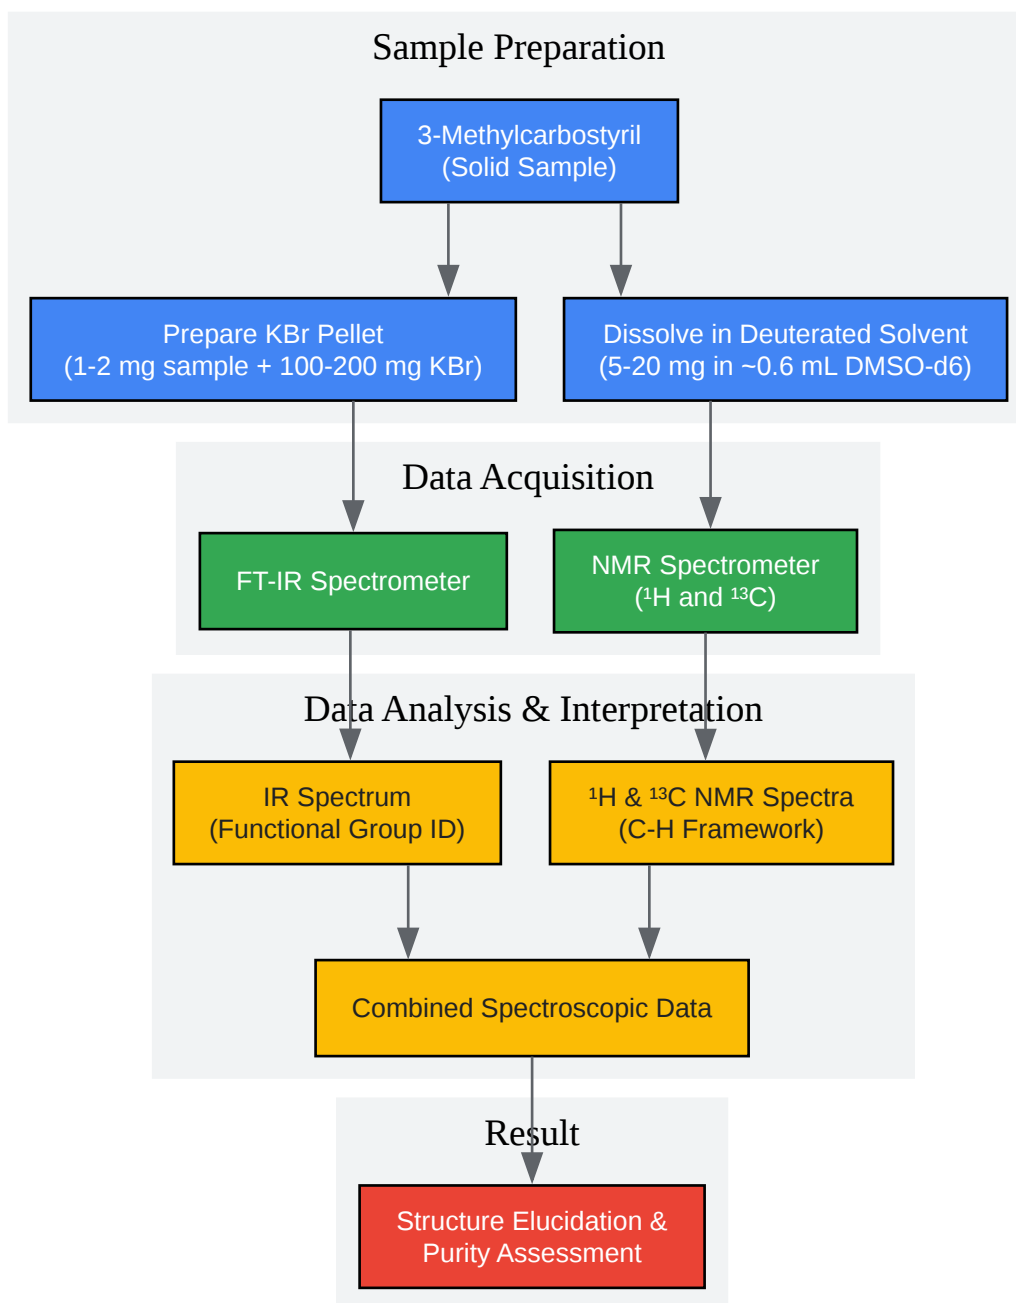 Sample Preparation
3-Methylcarbostyril
(Solid Sample)
Prepare KBr Pellet
(1-2 mg sample + 100-200 mg KBr)
Dissolve in Deuterated Solvent
(5-20 mg in ~0.6 mL DMSO-d6)
Data Acquisition
FT-IR Spectrometer
NMR Spectrometer
(¹H and ¹³C)
Data Analysis & Interpretation
IR Spectrum
(Functional Group ID)
¹H & ¹³C NMR Spectra
(C-H Framework)
Combined Spectroscopic Data
Result
Structure Elucidation &
Purity Assessment